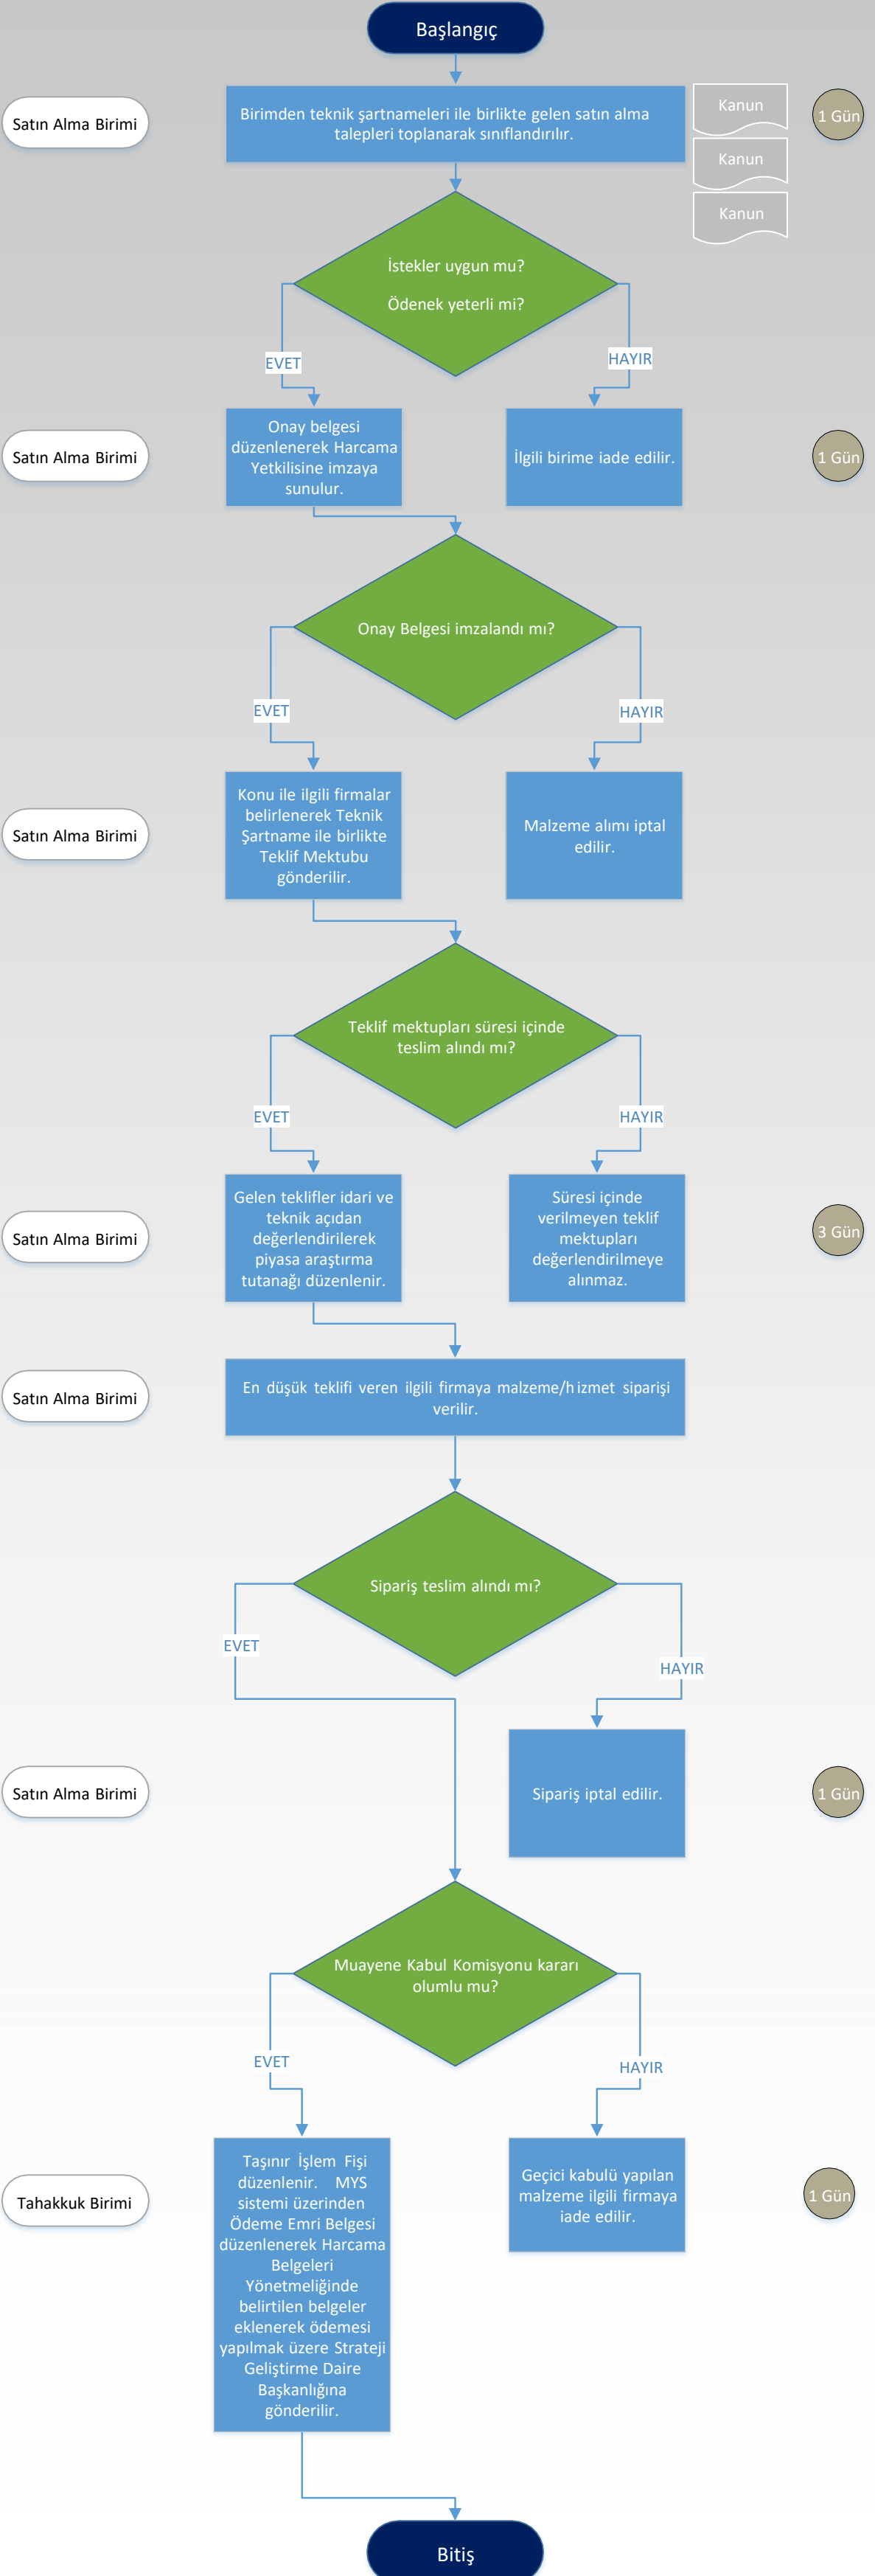 Başlangıç
Satın Alma Birimi
Birimden teknik şartnameleri ile birlikte gelen satın alma
talepleri toplanarak sınıflandırılır.
Kanun
Kanun
Kanun
1 Gün
İstekler uygun mu?
Ödenek yeterli mi?
EVET
HAYIR
Satın Alma Birimi
Onay belgesi
düzenlenerek Harcama
Yetkilisine imzaya
sunulur.
İlgili birime iade edilir.
1 Gün
Onay Belgesi imzalandı mı?
EVET
HAYIR
Satın Alma Birimi
Konu ile ilgili firmalar
belirlenerek Teknik
Şartname ile birlikte
Teklif Mektubu
gönderilir.
Malzeme alımı iptal
edilir.
Teklif mektupları süresi içinde
teslim alındı mı?
EVET
HAYIR
Satın Alma Birimi
Gelen teklifler idari ve
teknik açıdan
değerlendirilerek
piyasa araştırma
tutanağı düzenlenir.
Süresi içinde
verilmeyen teklif
mektupları
değerlendirilmeye
alınmaz.
3 Gün
Satın Alma Birimi
En düşük teklifi veren ilgili firmaya malzeme/hizmet siparişi
verilir.
Sipariş teslim alındı mı?
EVET
HAYIR
Satın Alma Birimi
Sipariş iptal edilir.
1 Gün
Muayene Kabul Komisyonu kararı
olumlu mu?
EVET
HAYIR
Tahakkuk Birimi
Taşınır İşlem Fişi
düzenlenir. MYS
sistemi üzerinden
Ödeme Emri Belgesi
düzenlenerek Harcama
Belgeleri
Yönetmeliğinde
belirtilen belgeler
eklenerek ödemesi
yapılmak üzere Strateji
Geliştirme Daire
Başkanlığına
gönderilir.
Geçici kabulü yapılan
malzeme ilgili firmaya
iade edilir.
1 Gün
Bitiş